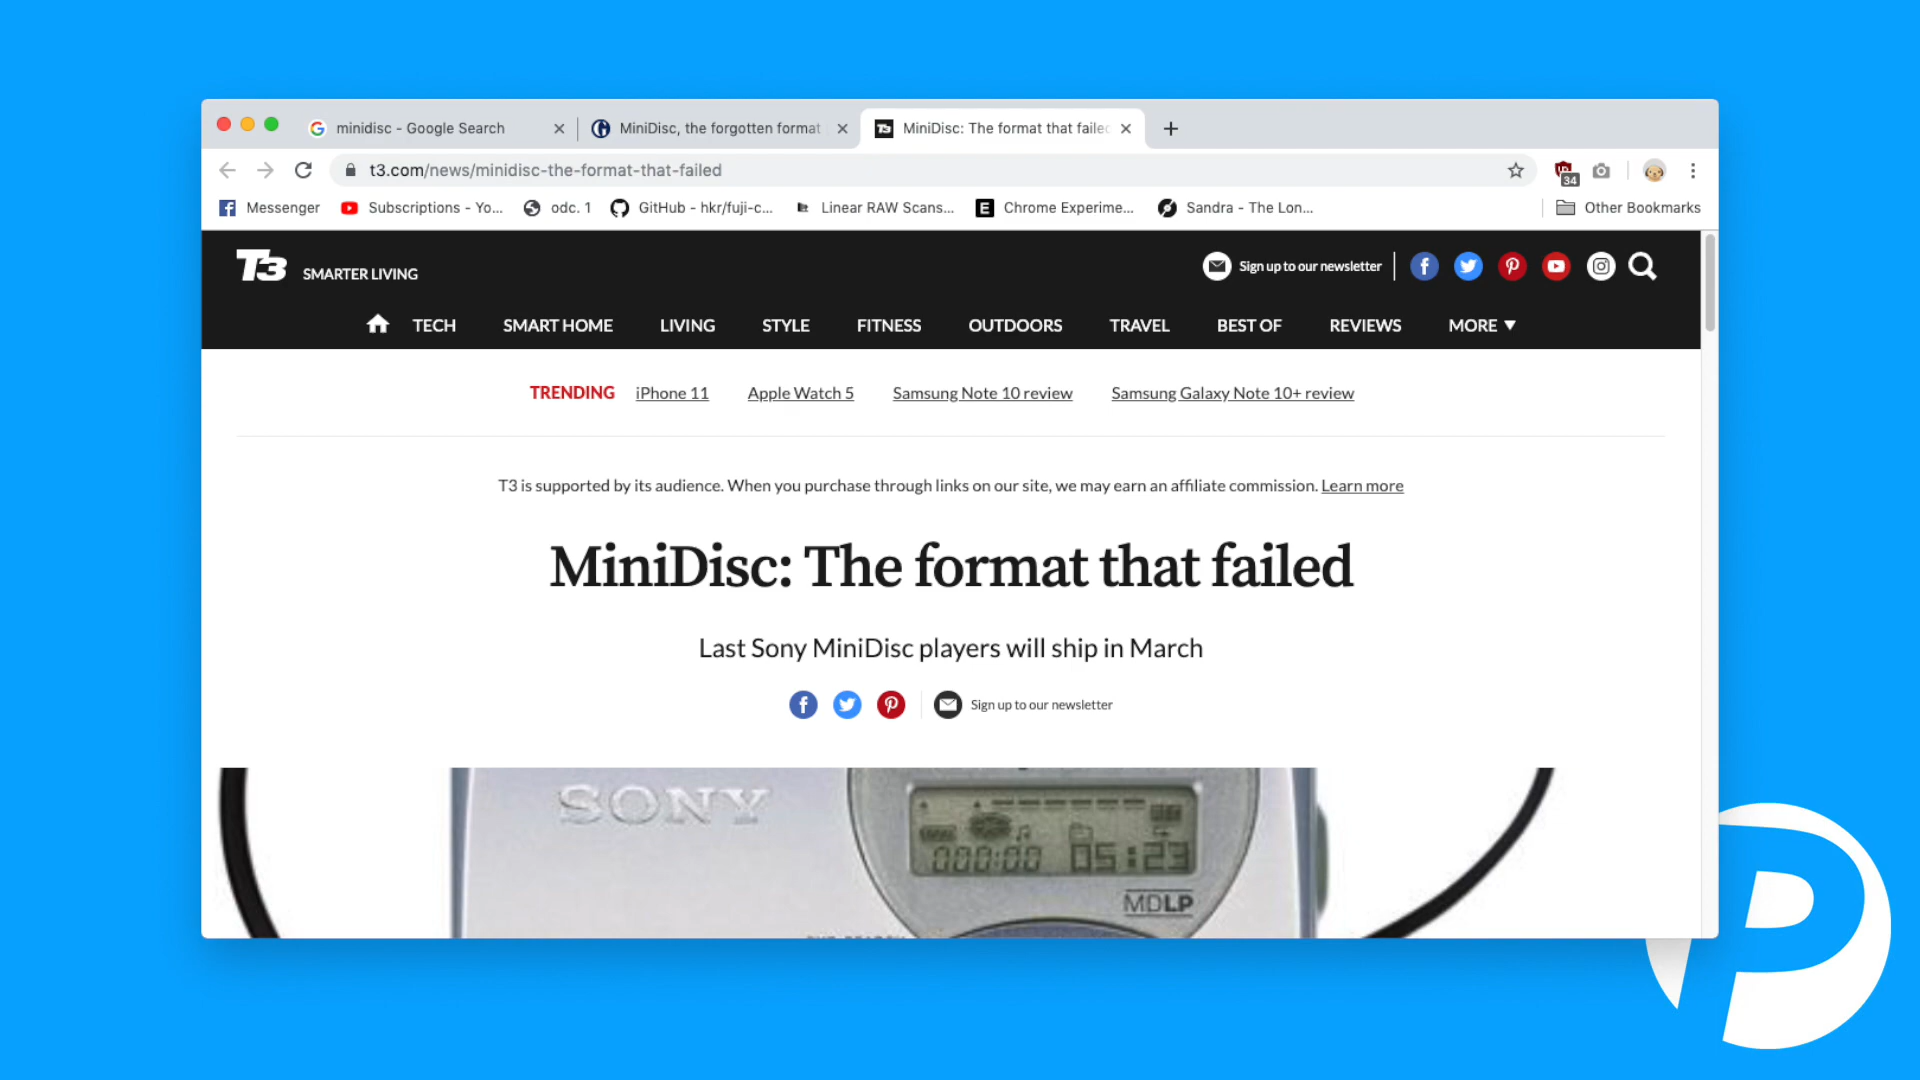 minidisc - Google Search
MiniDisc, the forgotten format
T3 MiniDisc: The format that failed
t3.com/news/minidisc-the-format-that-failed
34
Messenger
Subscriptions - Yo...
odc. 1
GitHub - hkr/fuji-c...
Linear RAW Scans...
E Chrome Experime...
Sandra - The Lon...
Other Bookmarks
T3 SMARTER LIVING
Sign up to our newsletter
TECH SMART HOME LIVING STYLE FITNESS OUTDOORS TRAVEL BEST OF REVIEWS MORE ▼
TRENDING iPhone 11 Apple Watch 5 Samsung Note 10 review Samsung Galaxy Note 10+ review
T3 is supported by its audience. When you purchase through links on our site, we may earn an affiliate commission. Learn more
MiniDisc: The format that failed
Last Sony MiniDisc players will ship in March
Sign up to our newsletter
SONY
000:00 05:23
MDLP
P